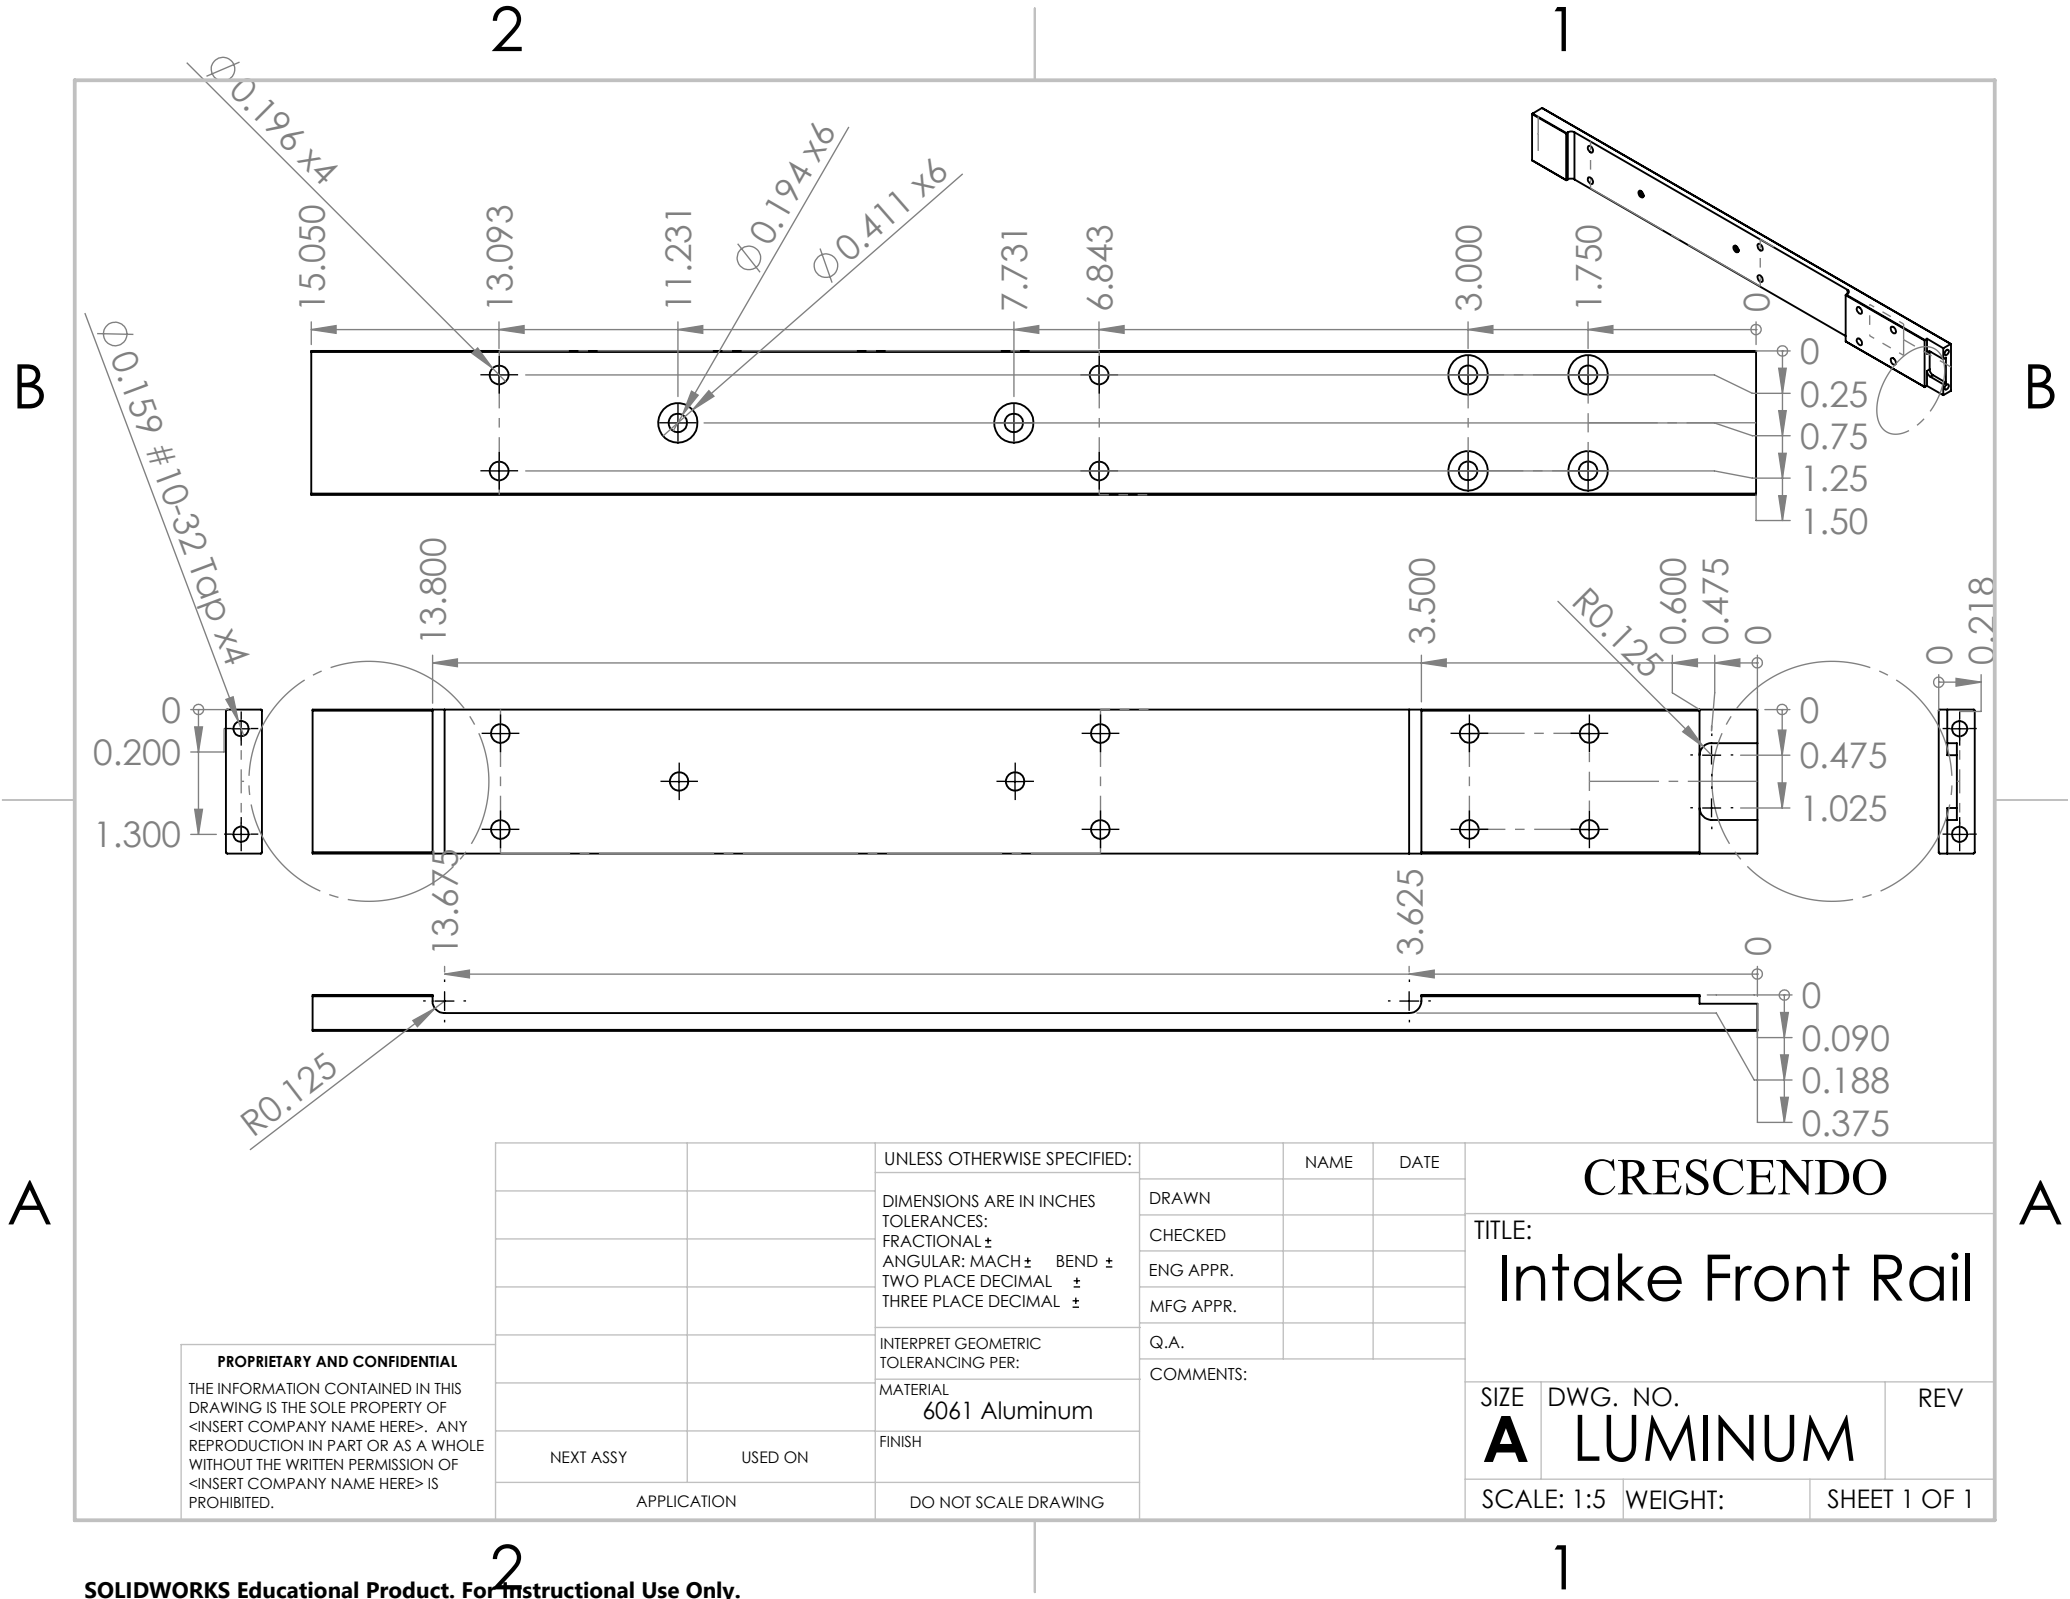 2
1
Ø0.196 x4
Ø0.194 x6
Ø0.411 x6
15.050
13.093
11.231
7.731
6.843
3.000
1.750
0
B
B
0
0.25
0.75
1.25
1.50
Ø0.159 #10-32 Tap x4
13.800
3.500
R0.125
0.600
0.475
0
0
0.218
0
0.200
1.300
0
0.475
1.025
13.675
3.625
0
0
0.090
0.188
0.375
R0.125
A
A
UNLESS OTHERWISE SPECIFIED:
DIMENSIONS ARE IN INCHES
TOLERANCES:
FRACTIONAL ±
ANGULAR: MACH ± BEND ±
TWO PLACE DECIMAL ±
THREE PLACE DECIMAL ±
INTERPRET GEOMETRIC
TOLERANCING PER:
MATERIAL
6061 Aluminum
FINISH
DO NOT SCALE DRAWING
NAME DATE
DRAWN
CHECKED
ENG APPR.
MFG APPR.
Q.A.
COMMENTS:
CRESCENDO
TITLE:
Intake Front Rail
SIZE DWG. NO. REV
A LUMINUM
SCALE: 1:5 WEIGHT: SHEET 1 OF 1
PROPRIETARY AND CONFIDENTIAL
THE INFORMATION CONTAINED IN THIS
DRAWING IS THE SOLE PROPERTY OF
<INSERT COMPANY NAME HERE>. ANY
REPRODUCTION IN PART OR AS A WHOLE
WITHOUT THE WRITTEN PERMISSION OF
<INSERT COMPANY NAME HERE> IS
PROHIBITED.
NEXT ASSY USED ON
APPLICATION
2
1
SOLIDWORKS Educational Product. For Instructional Use Only.